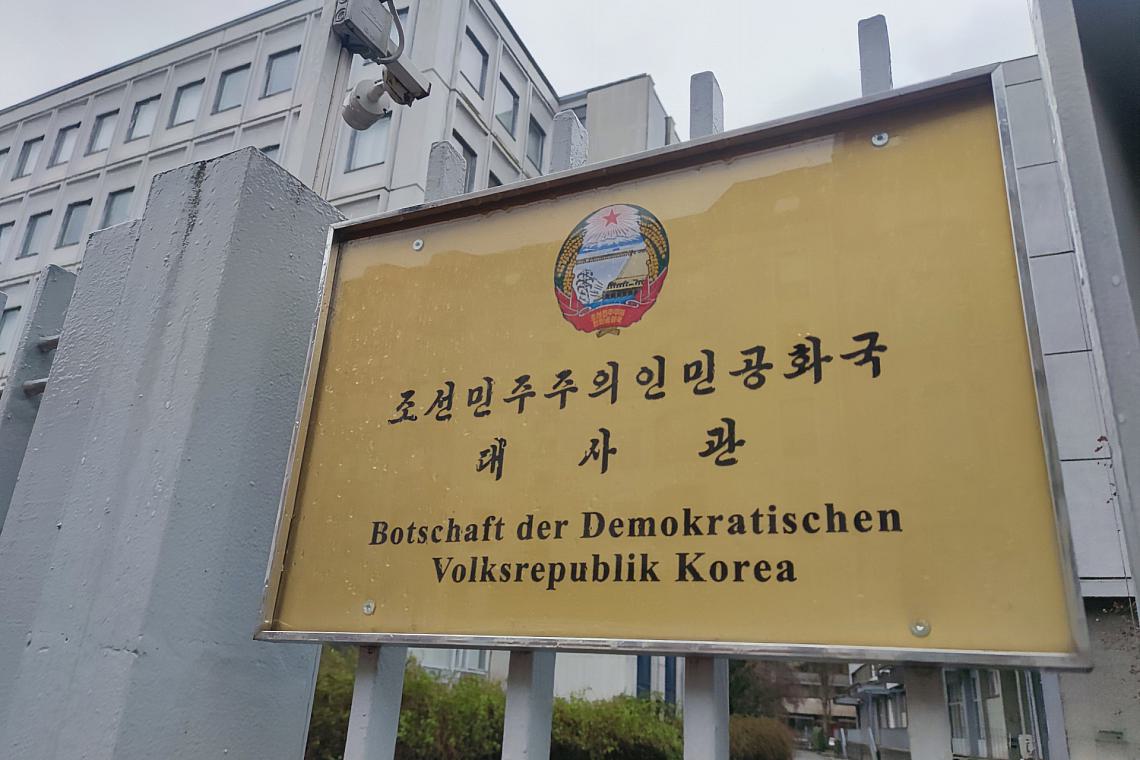 조선민주주의인민공화국
대 사 관
Botschaft der Demokratischen
Volksrepublik Korea